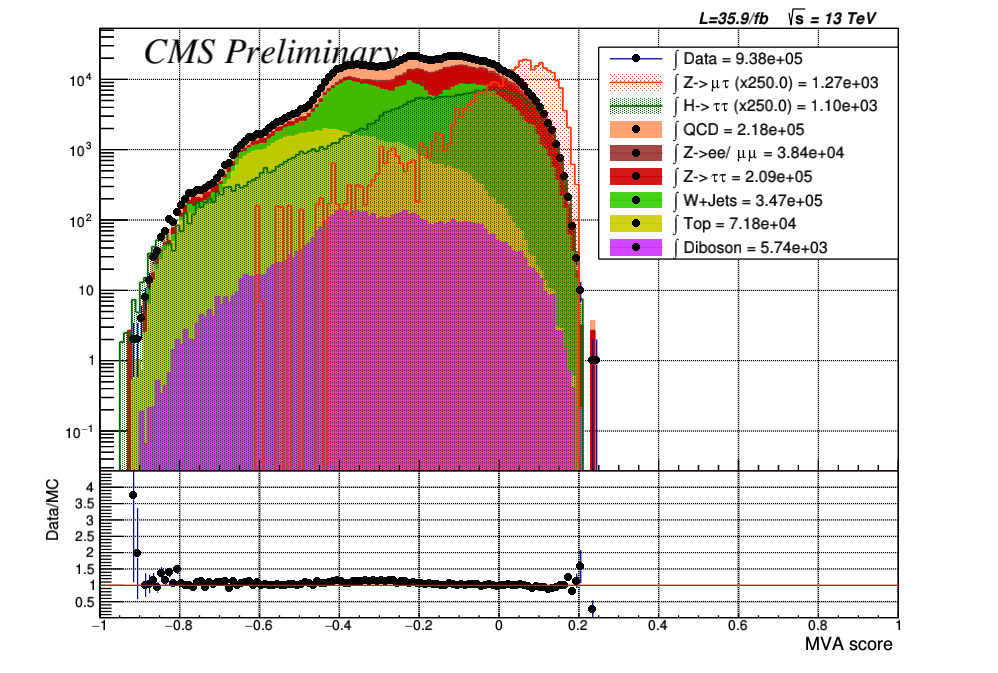 L=35.9/fb √s = 13 TeV
CMS Preliminary
∫ Data = 9.38e+05
∫ Z->μτ (x250.0) = 1.27e+03
∫ H->ττ (x250.0) = 1.10e+03
∫ QCD = 2.18e+05
∫ Z->ee/ μμ = 3.84e+04
∫ Z->ττ = 2.09e+05
∫ W+Jets = 3.47e+05
∫ Top = 7.18e+04
∫ Diboson = 5.74e+03
10⁴
10³
10²
10
1
10⁻¹
Data/MC
4
3.5
3
2.5
2
1.5
1
0.5
−1 −0.8 −0.6 −0.4 −0.2 0 0.2 0.4 0.6 0.8 1
MVA score